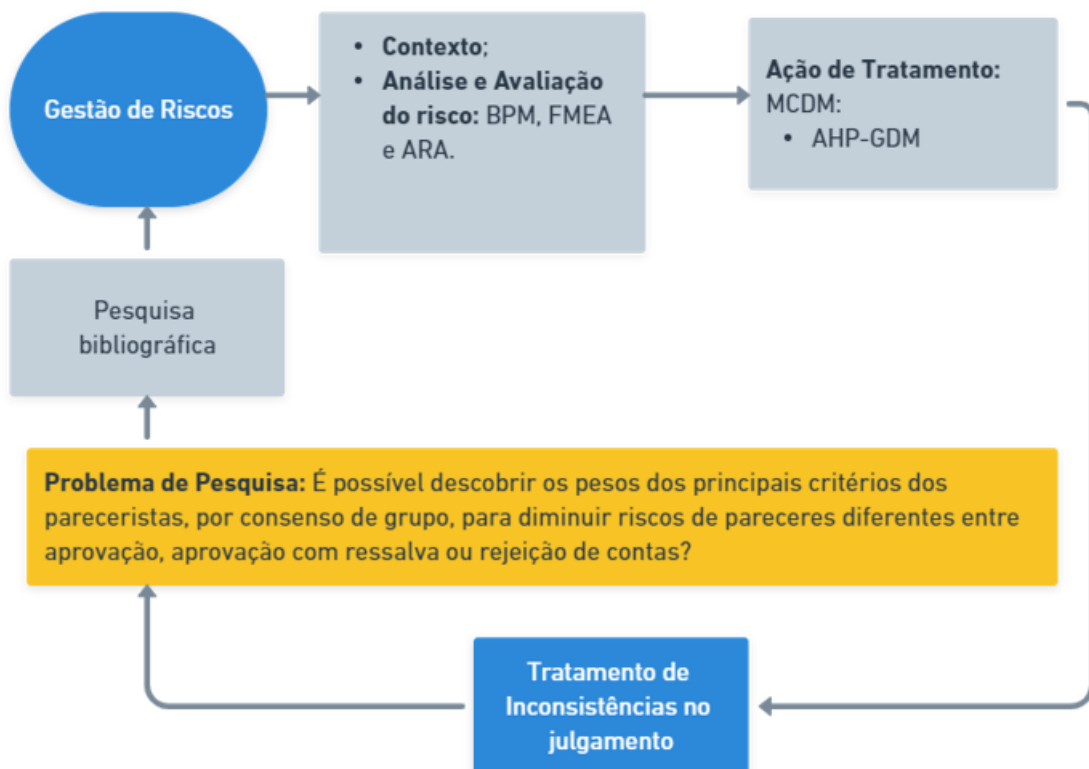 Gestão de Riscos
• Contexto;
• Análise e Avaliação
do risco: BPM, FMEA
e ARA.
Ação de Tratamento:
MCDM:
• AHP-GDM
Pesquisa
bibliográfica
Problema de Pesquisa: É possível descobrir os pesos dos principais critérios dos
pareceristas, por consenso de grupo, para diminuir riscos de pareceres diferentes entre
aprovação, aprovação com ressalva ou rejeição de contas?
Tratamento de
Inconsistências no
julgamento